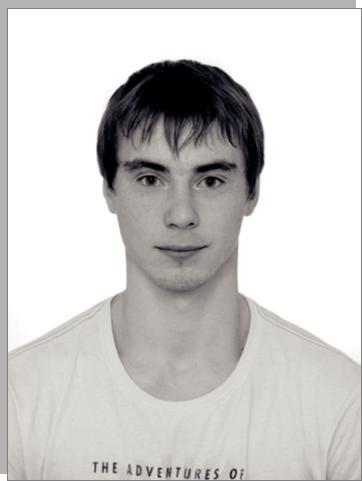 THE ADVENTURES OF